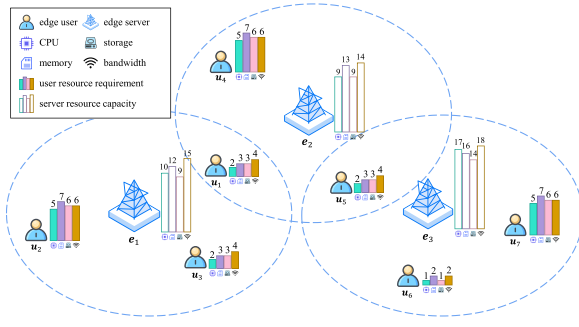 edge user edge server
CPU storage
memory bandwidth
user resource requirement
server resource capacity
5 7 6 6
u4
9 13 9 14
e2
10 12 9 15
e1
2 3 3 4
u1
5 7 6 6
u2
2 3 3 4
u3
2 3 3 4
u5
17 16 14 18
e3
5 7 6 6
u7
1 2 1 2
u6